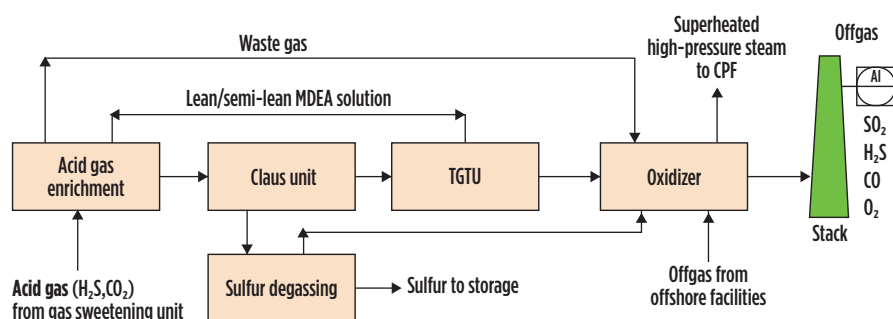 Superheated
high-pressure steam
to CPF
Offgas
Waste gas
AI
Lean/semi-lean MDEA solution
SO₂
H₂S
CO
O₂
Acid gas
enrichment
Claus unit
TGTU
Oxidizer
Stack
Acid gas (H₂S,CO₂)
from gas sweetening unit
Sulfur degassing
Sulfur to storage
Offgas from
offshore facilities